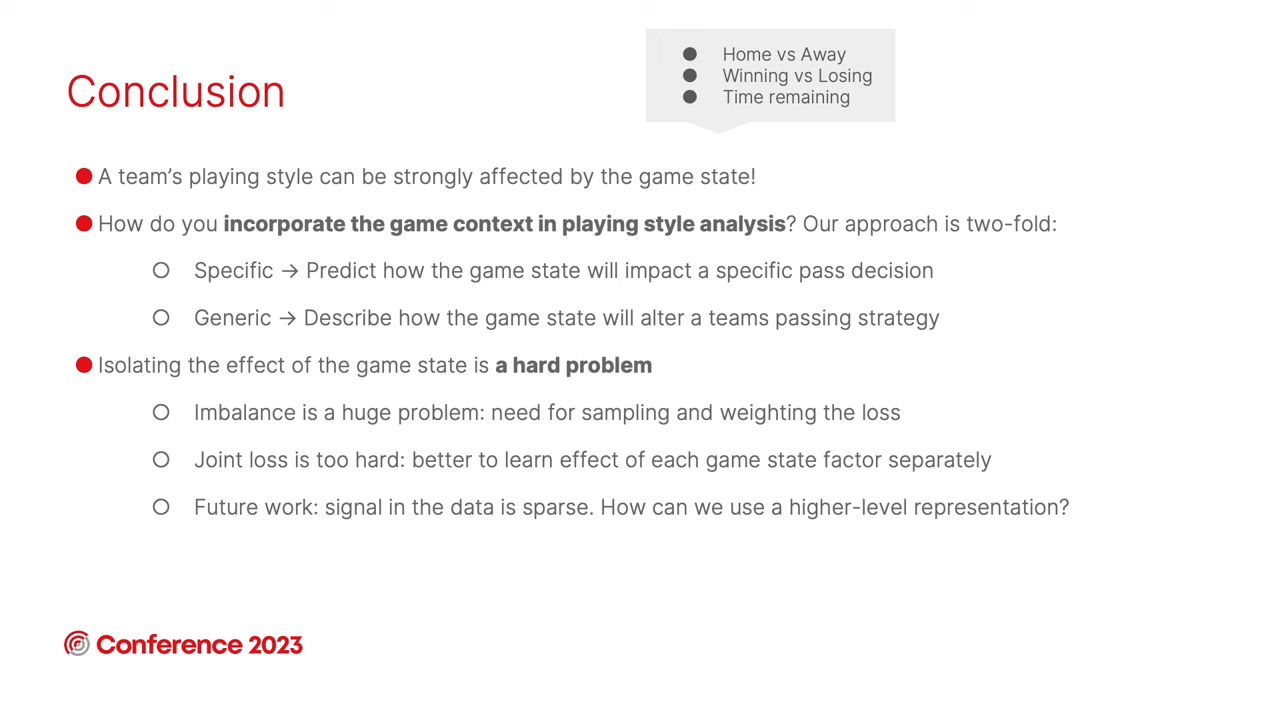 Home vs Away
Winning vs Losing
Time remaining
Conclusion
A team’s playing style can be strongly affected by the game state!
How do you incorporate the game context in playing style analysis? Our approach is two-fold:
Specific → Predict how the game state will impact a specific pass decision
Generic → Describe how the game state will alter a teams passing strategy
Isolating the effect of the game state is a hard problem
Imbalance is a huge problem: need for sampling and weighting the loss
Joint loss is too hard: better to learn effect of each game state factor separately
Future work: signal in the data is sparse. How can we use a higher-level representation?
Conference 2023